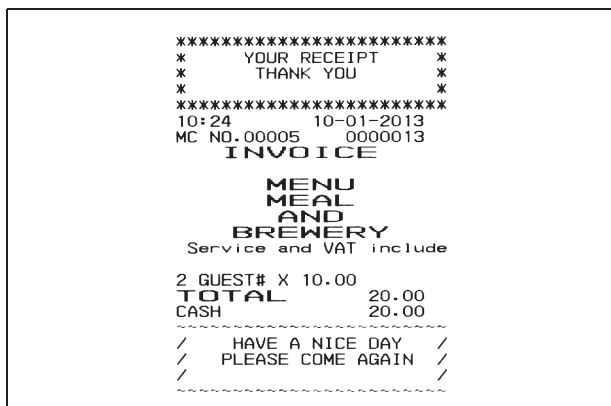 ************************
* YOUR RECEIPT *
* THANK YOU *
* *
************************
10:24 10-01-2013
MC NO.00005 0000013
INVOICE
MENU
MEAL
AND
BREWERY
Service and VAT include
2 GUEST# X 10.00
TOTAL 20.00
CASH 20.00
~~~~~~~~~~~~~~~~~~~~~~~~
/ HAVE A NICE DAY /
/ PLEASE COME AGAIN /
/ /
~~~~~~~~~~~~~~~~~~~~~~~~